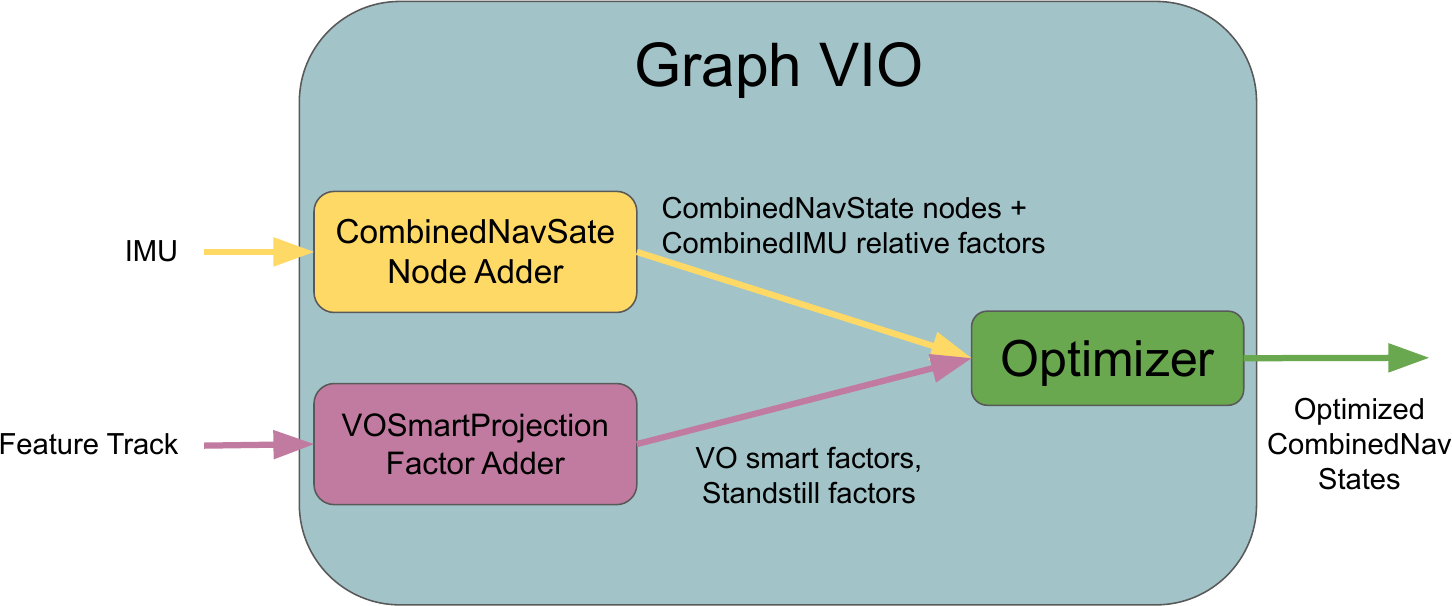 Graph VIO
IMU
CombinedNavSate
Node Adder
CombinedNavState nodes +
CombinedIMU relative factors
Feature Track
VOSmartProjection
Factor Adder
VO smart factors,
Standstill factors
Optimizer
Optimized
CombinedNav
States